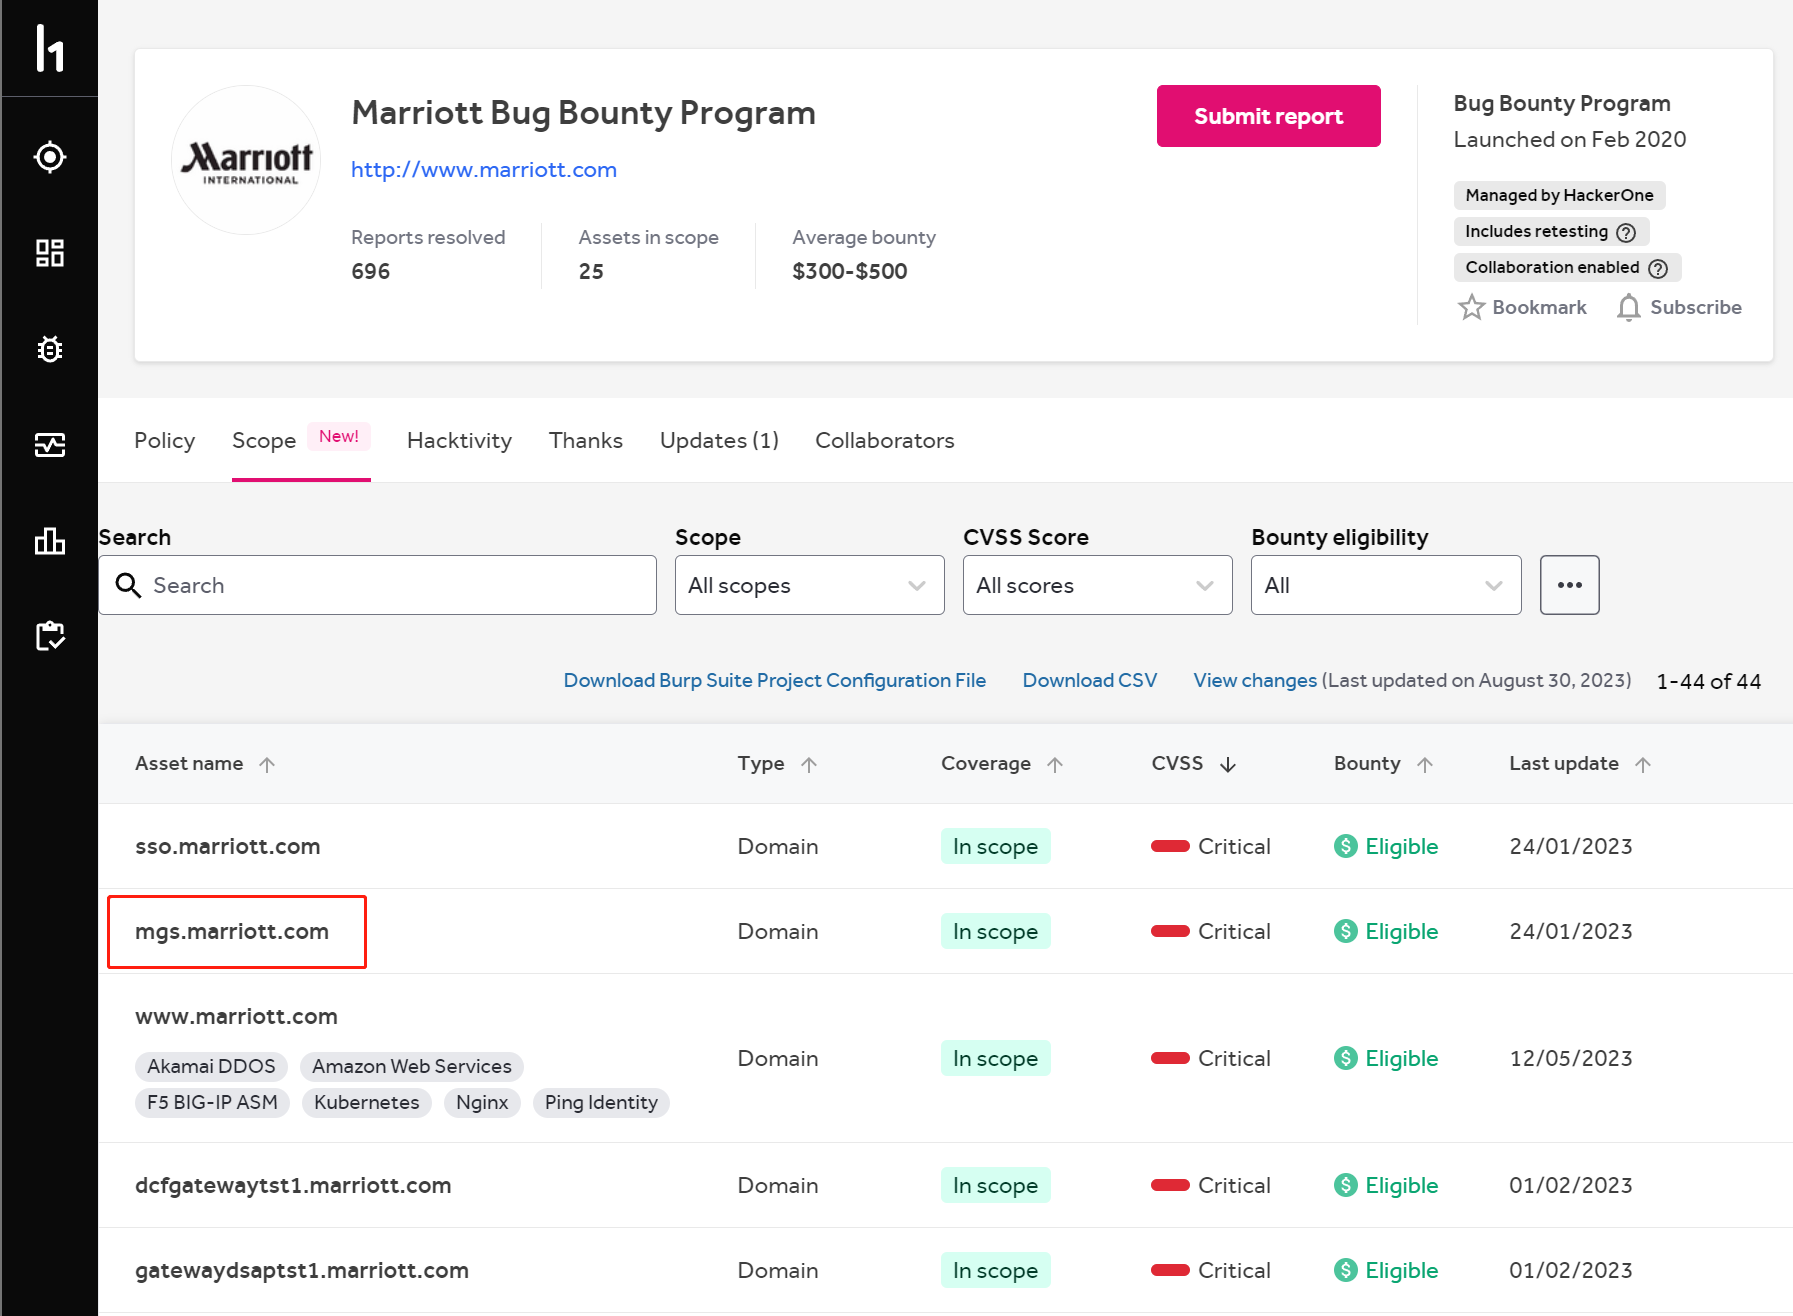 h1
Marriott
INTERNATIONAL
Marriott Bug Bounty Program
http://www.marriott.com
Reports resolved
696
Assets in scope
25
Average bounty
$300-$500
Submit report
Bug Bounty Program
Launched on Feb 2020
Managed by HackerOne
Includes retesting ?
Collaboration enabled ?
Bookmark Subscribe
Policy Scope New! Hacktivity Thanks Updates (1) Collaborators
Search Scope CVSS Score Bounty eligibility
Search All scopes All scores All •••
Download Burp Suite Project Configuration File Download CSV View changes (Last updated on August 30, 2023) 1-44 of 44
Asset name Type Coverage CVSS Bounty Last update
sso.marriott.com Domain In scope Critical $ Eligible 24/01/2023
mgs.marriott.com Domain In scope Critical $ Eligible 24/01/2023
www.marriott.com
Akamai DDOS Amazon Web Services
F5 BIG-IP ASM Kubernetes Nginx Ping Identity
Domain In scope Critical $ Eligible 12/05/2023
dcfgatewaytst1.marriott.com Domain In scope Critical $ Eligible 01/02/2023
gatewaydsaptst1.marriott.com Domain In scope Critical $ Eligible 01/02/2023